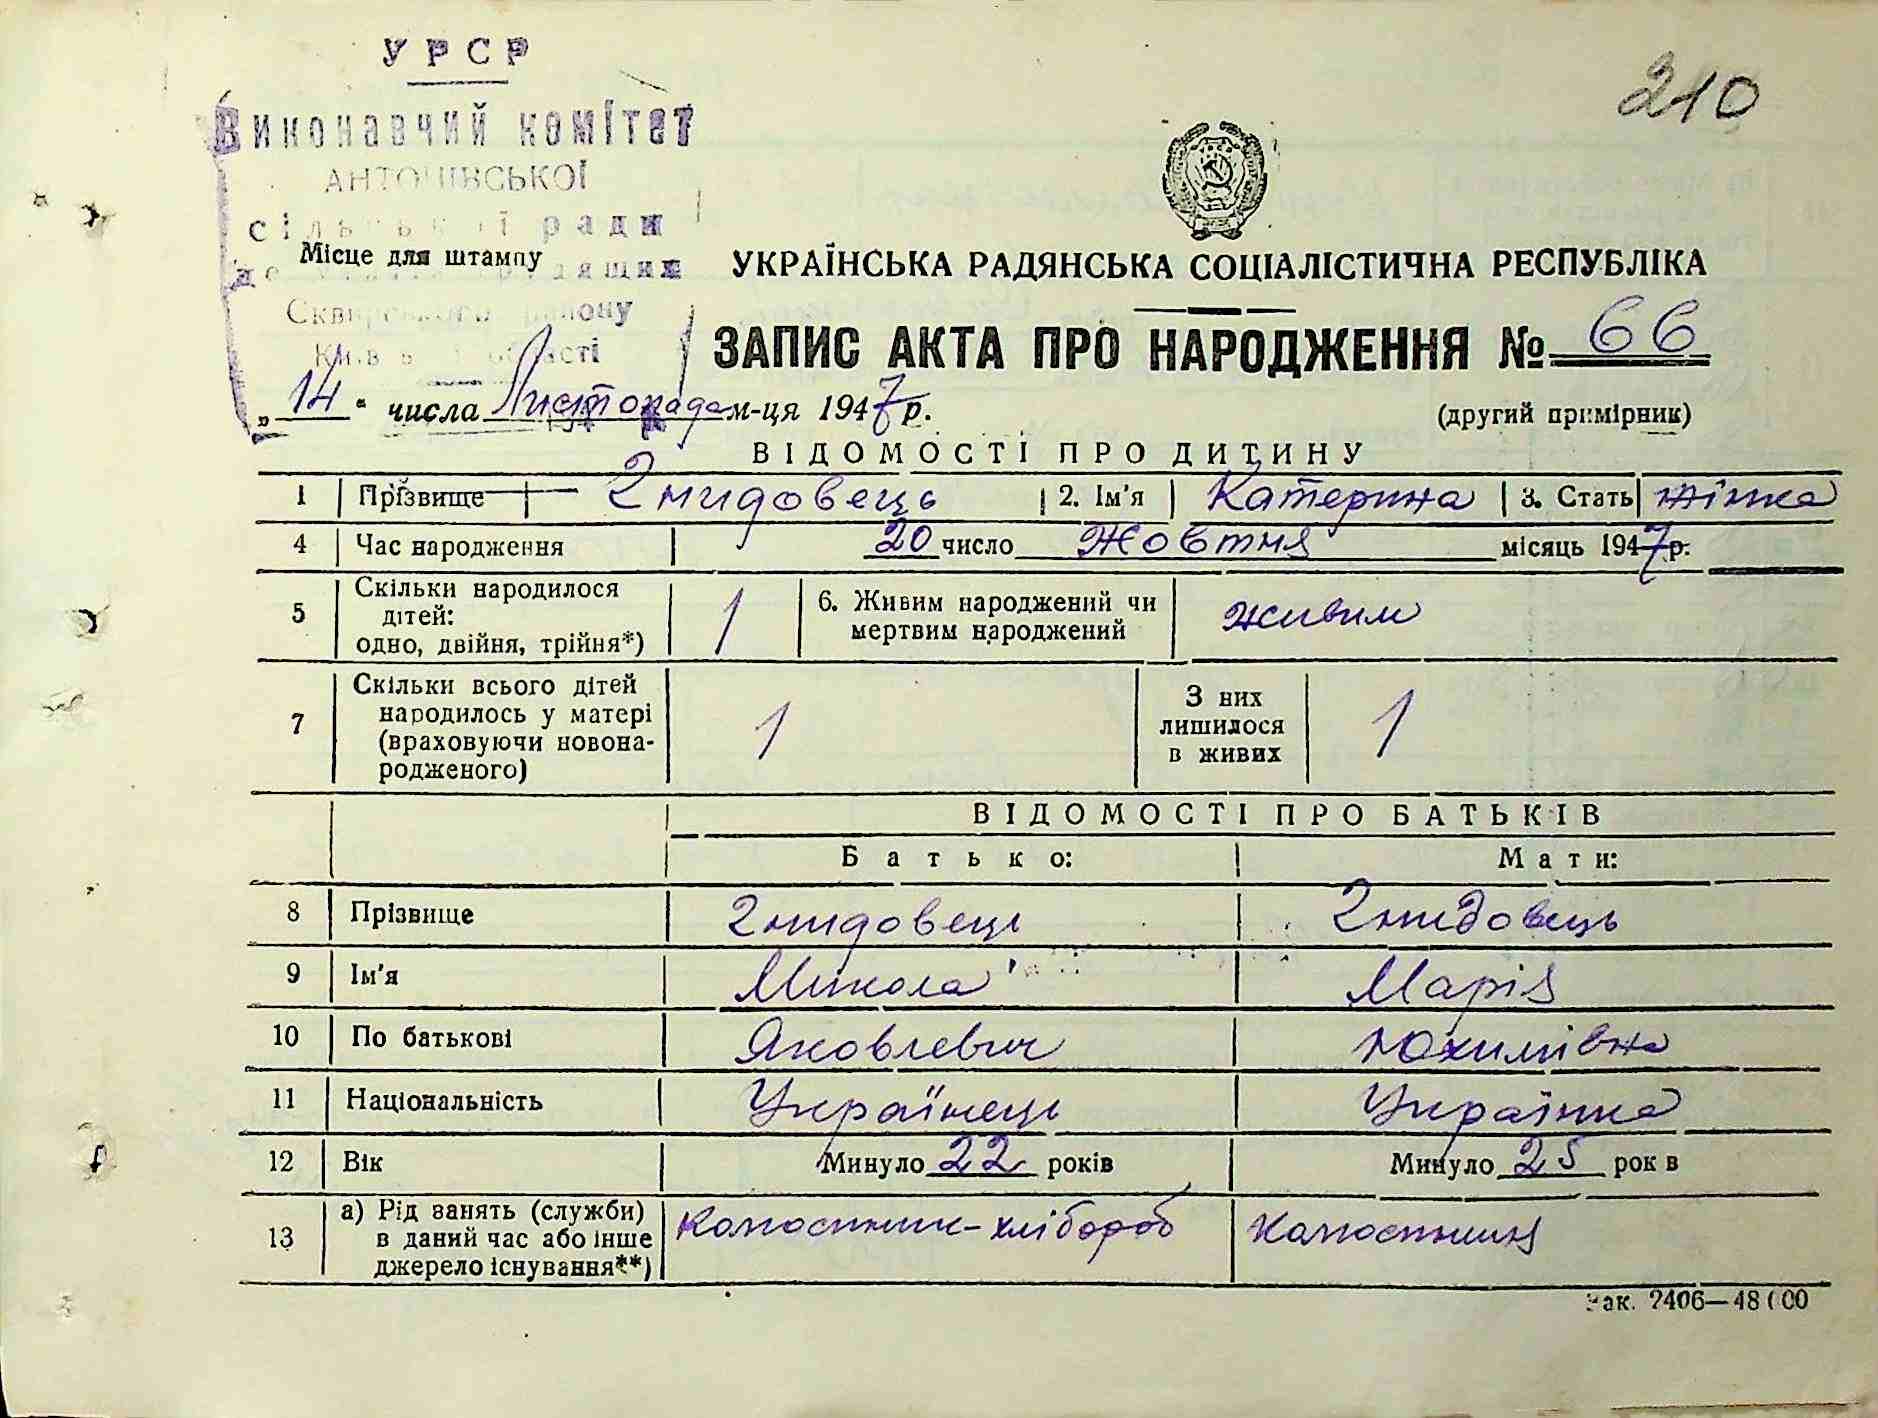 210
УРСР
Виконавчий комітет
АНТОНІВСЬКОЇ
сільської ради
депутатів трудящих
Місце для штампу
Сквирського району
Київської області
УКРАЇНСЬКА РАДЯНСЬКА СОЦІАЛІСТИЧНА РЕСПУБЛІКА
ЗАПИС АКТА ПРО НАРОДЖЕННЯ № 66
„14“ числа Листопада м-ця 1947 р.
(другий примірник)
ВІДОМОСТІ ПРО ДИТИНУ
1 Прізвище Гнидовець 2. Ім'я Катерина 3. Стать жінка
4 Час народження 20 число Жовтня місяць 1947 р.
5 Скільки народилося дітей: одно, двійня, трійня*) 1 6. Живим народжений чи мертвим народжений живим
7 Скільки всього дітей народилось у матері (враховуючи новонародженого) 1 З них лишилося в живих 1
ВІДОМОСТІ ПРО БАТЬКІВ
Батько: Мати:
8 Прізвище Гнидовець Гнидовець
9 Ім'я Микола Марія
10 По батькові Яковлевич Юхимівна
11 Національність Українець Українка
12 Вік Минуло 22 років Минуло 25 рок в
13 а) Рід занять (служби) в даний час або інше джерело існування**) Колгоспник-хлібороб Колгоспниця
Зак. 2406—48 000